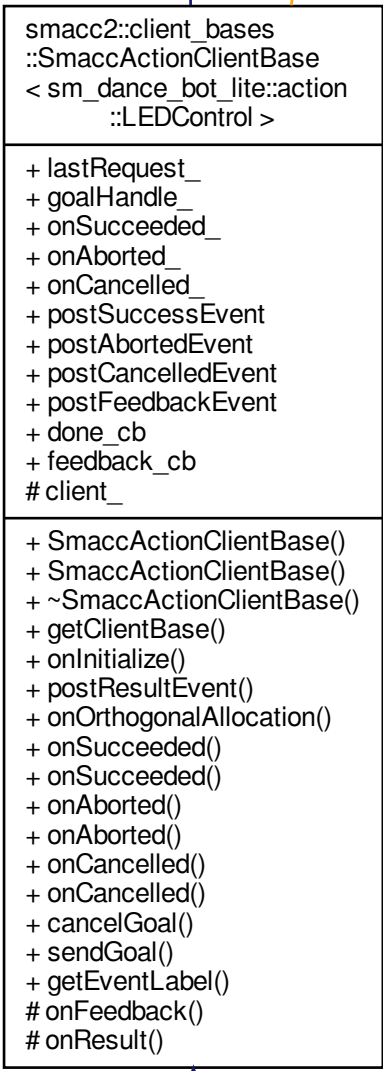 smacc2::client_bases
::SmaccActionClientBase
< sm_dance_bot_lite::action
::LEDControl >
+ lastRequest_
+ goalHandle_
+ onSucceeded_
+ onAborted_
+ onCancelled_
+ postSuccessEvent
+ postAbortedEvent
+ postCancelledEvent
+ postFeedbackEvent
+ done_cb
+ feedback_cb
# client_
+ SmaccActionClientBase()
+ SmaccActionClientBase()
+ ~SmaccActionClientBase()
+ getClientBase()
+ onInitialize()
+ postResultEvent()
+ onOrthogonalAllocation()
+ onSucceeded()
+ onSucceeded()
+ onAborted()
+ onAborted()
+ onCancelled()
+ onCancelled()
+ cancelGoal()
+ sendGoal()
+ getEventLabel()
# onFeedback()
# onResult()